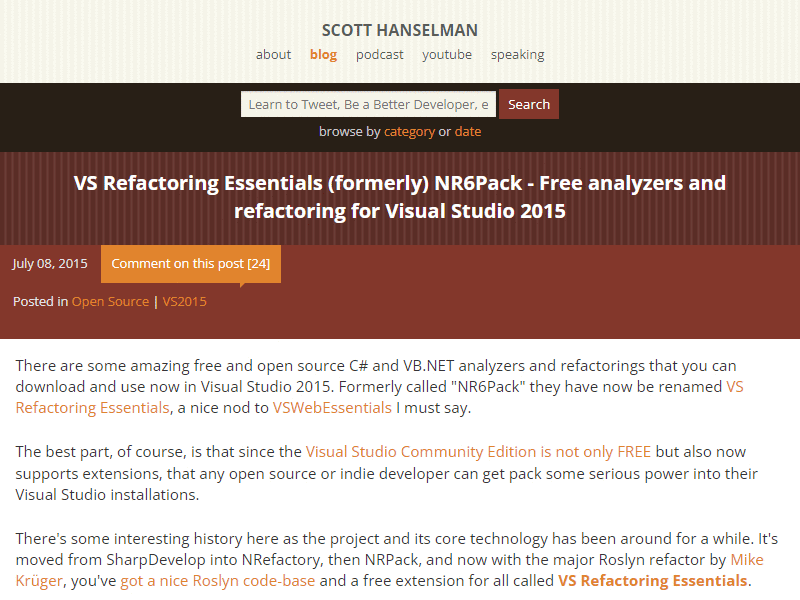 SCOTT HANSELMAN
about blog podcast youtube speaking
Learn to Tweet, Be a Better Developer, e Search
browse by category or date
VS Refactoring Essentials (formerly) NR6Pack - Free analyzers and
refactoring for Visual Studio 2015
July 08, 2015 Comment on this post [24]
Posted in Open Source | VS2015
There are some amazing free and open source C# and VB.NET analyzers and refactorings that you can
download and use now in Visual Studio 2015. Formerly called "NR6Pack" they have now be renamed VS
Refactoring Essentials, a nice nod to VSWebEssentials I must say.
The best part, of course, is that since the Visual Studio Community Edition is not only FREE but also now
supports extensions, that any open source or indie developer can get pack some serious power into their
Visual Studio installations.
There's some interesting history here as the project and its core technology has been around for a while. It's
moved from SharpDevelop into NRefactory, then NRPack, and now with the major Roslyn refactor by Mike
Krüger, you've got a nice Roslyn code-base and a free extension for all called VS Refactoring Essentials.